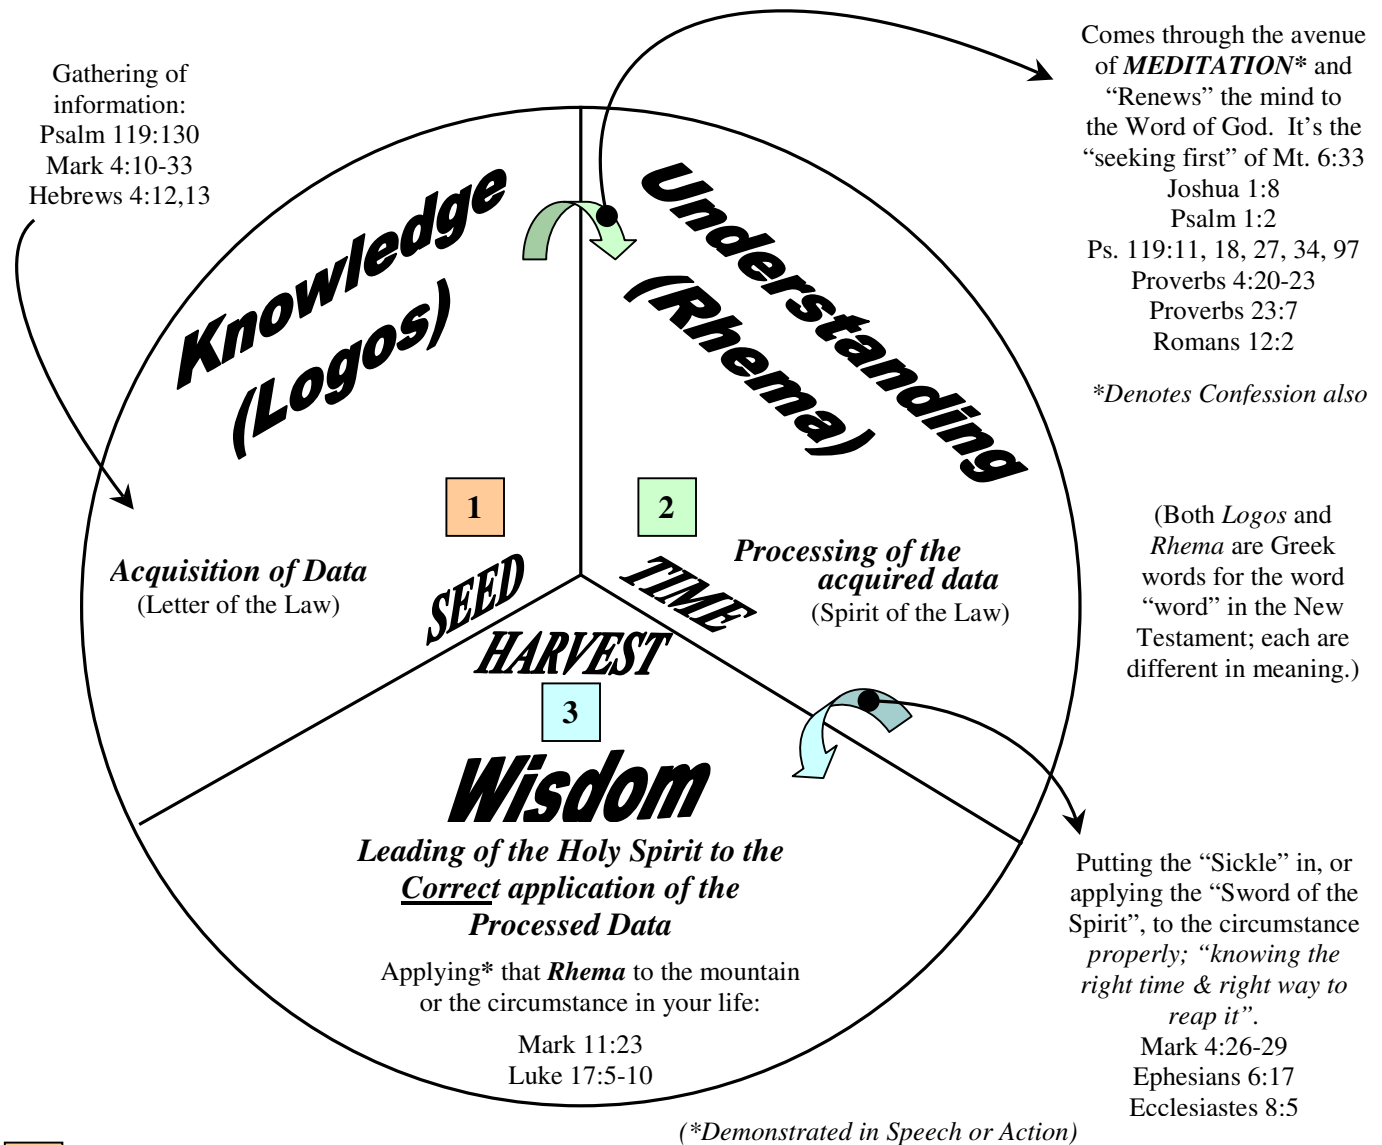 Gathering of
information:
Psalm 119:130
Mark 4:10-33
Hebrews 4:12,13
Comes through the avenue
of MEDITATION* and
“Renews” the mind to
the Word of God. It’s the
“seeking first” of Mt. 6:33
Joshua 1:8
Psalm 1:2
Ps. 119:11, 18, 27, 34, 97
Proverbs 4:20-23
Proverbs 23:7
Romans 12:2
*Denotes Confession also
Knowledge
(Logos)
1
Acquisition of Data
(Letter of the Law)
SEED
Understanding
(Rhema)
2
Processing of the
acquired data
(Spirit of the Law)
TIME
(Both Logos and
Rhema are Greek
words for the word
“word” in the New
Testament; each are
different in meaning.)
HARVEST
3
Wisdom
Leading of the Holy Spirit to the
Correct application of the
Processed Data
Applying* that Rhema to the mountain
or the circumstance in your life:
Mark 11:23
Luke 17:5-10
Putting the “Sickle” in, or
applying the “Sword of the
Spirit”, to the circumstance
properly; “knowing the
right time & right way to
reap it”.
Mark 4:26-29
Ephesians 6:17
Ecclesiastes 8:5
(*Demonstrated in Speech or Action)